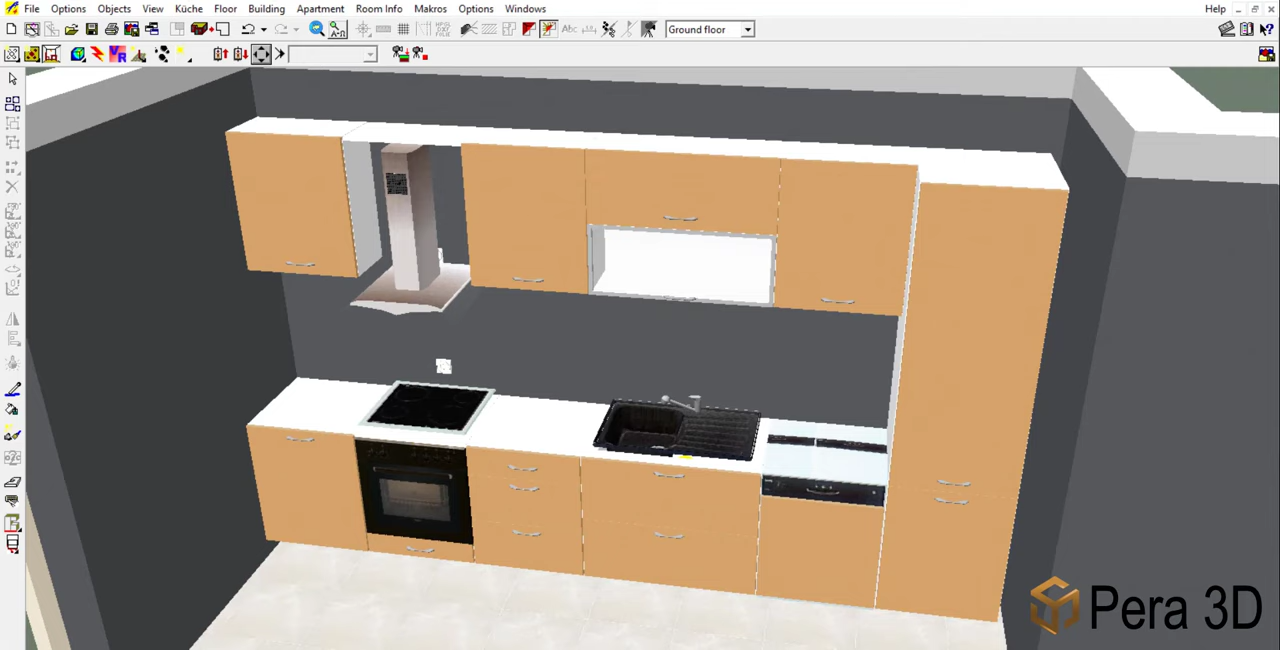 File Options Objects View Küche Floor Building Apartment Room Info Makros Options Windows Help
Ground floor
Pera 3D